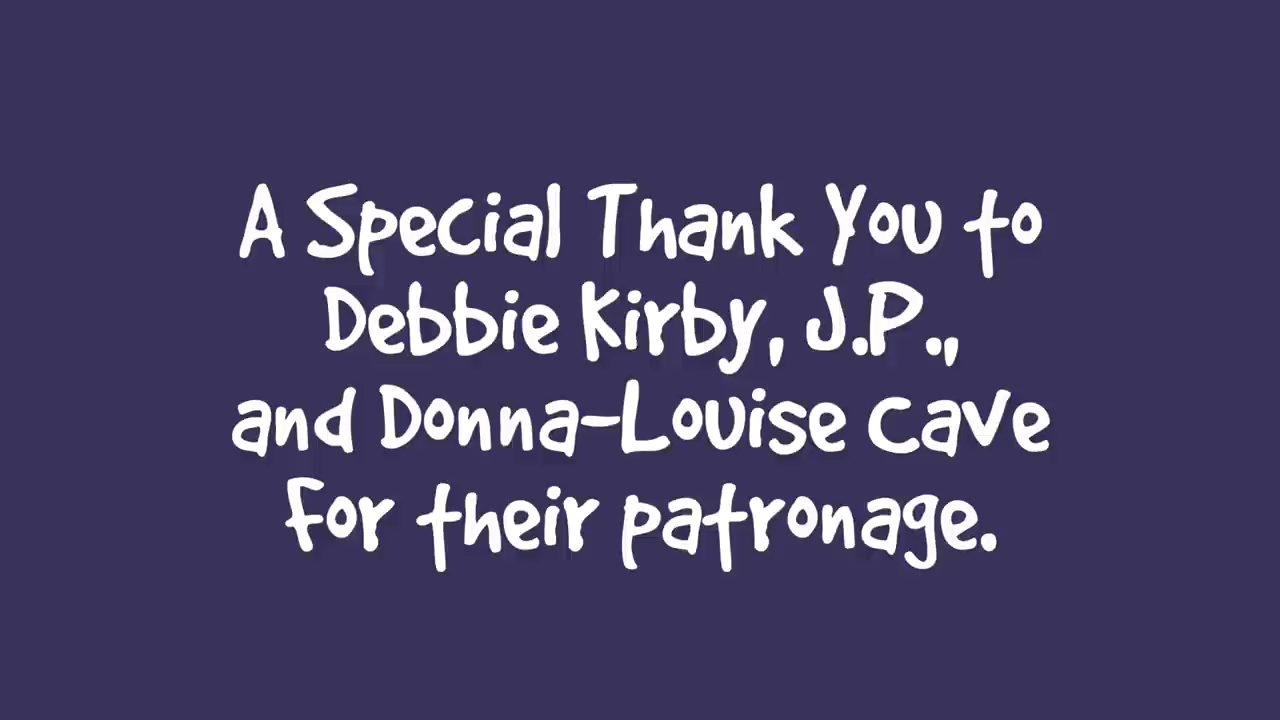 A Special Thank You to
Debbie Kirby, J.P.,
and Donna-Louise Cave
for their patronage.